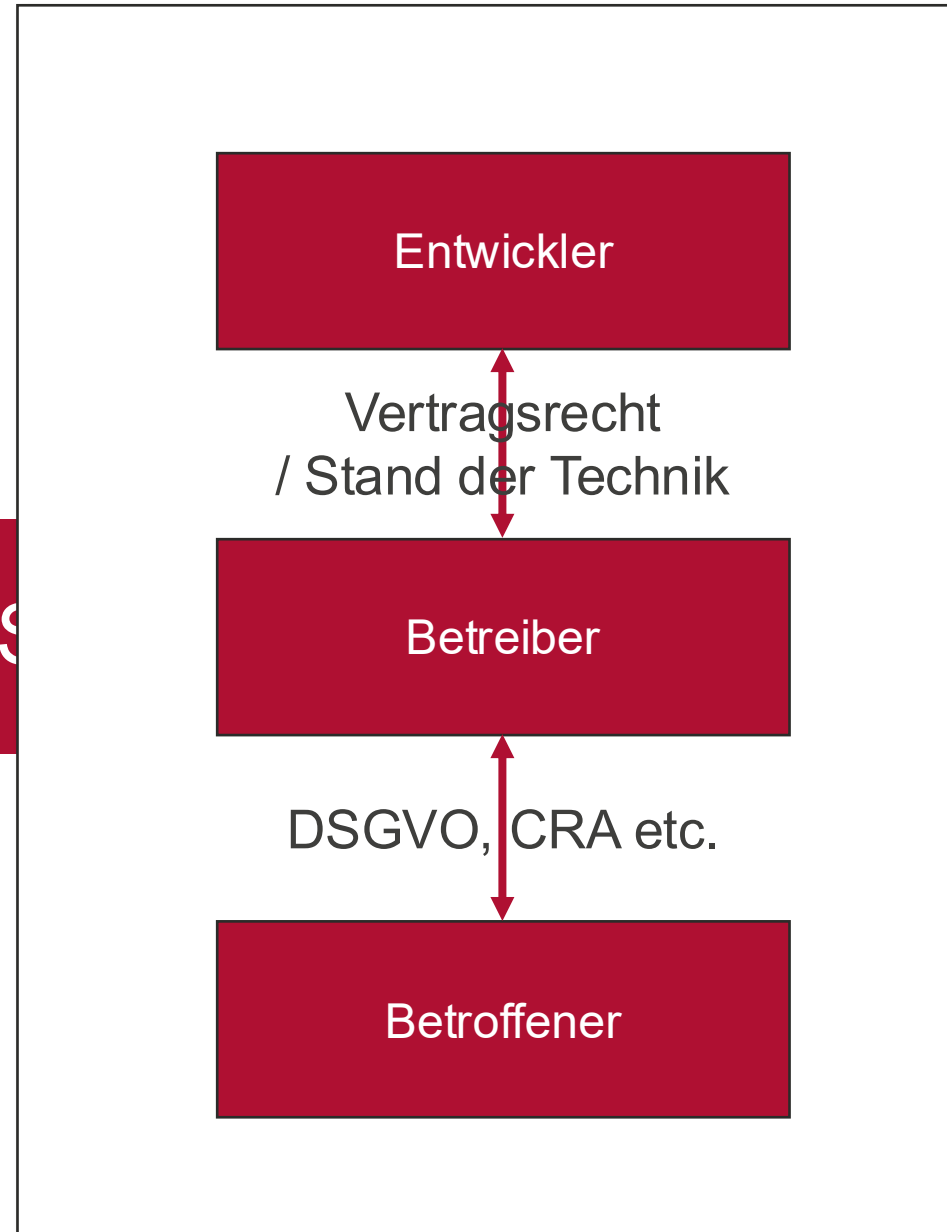 Entwickler
Vertragsrecht
/ Stand der Technik
Betreiber
DSGVO, CRA etc.
Betroffener